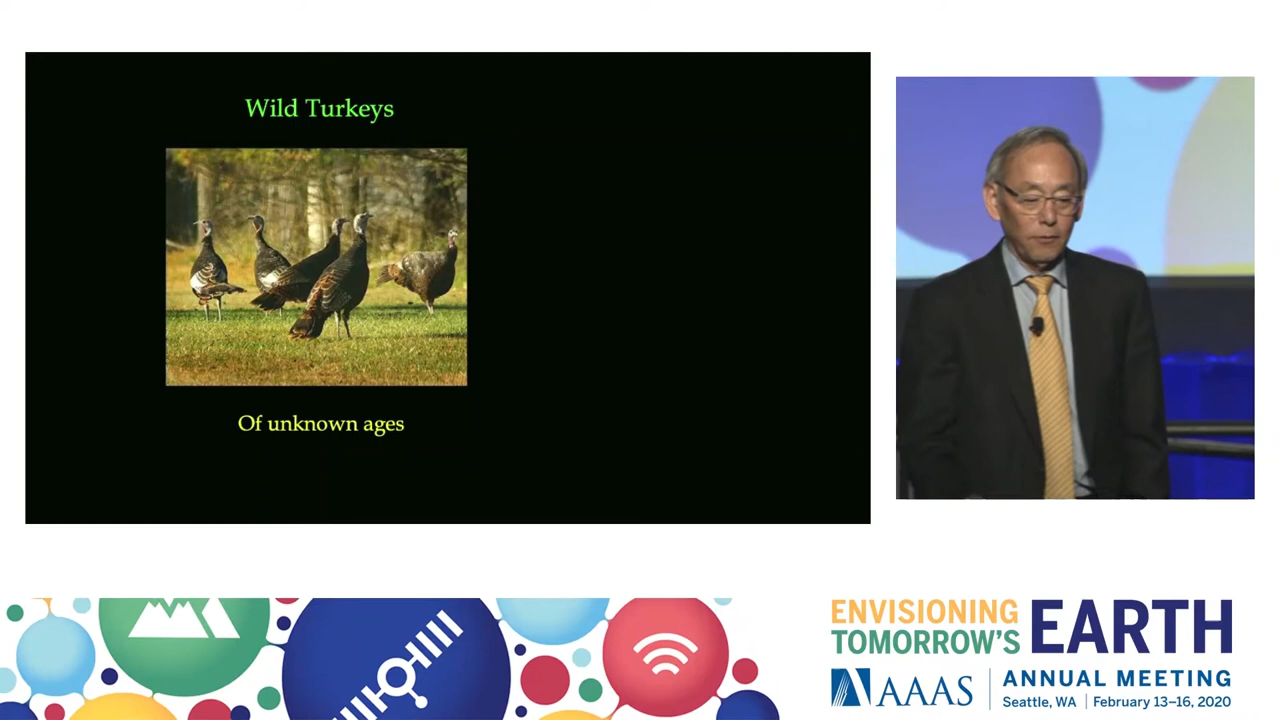 Wild Turkeys
Of unknown ages
ENVISIONING
TOMORROW'S
EARTH
AAAS
ANNUAL MEETING
Seattle, WA | February 13–16, 2020